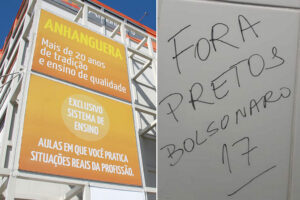 ANHANGUERA
Mais de 20 anos
de tradição
e ensino de qualidade
EXCLUSIVO
SISTEMA DE
ENSINO
AULAS EM QUE VOCÊ PRATICA
SITUAÇÕES REAIS DA PROFISSÃO.
FORA
PRETOS
BOLSONARO
17